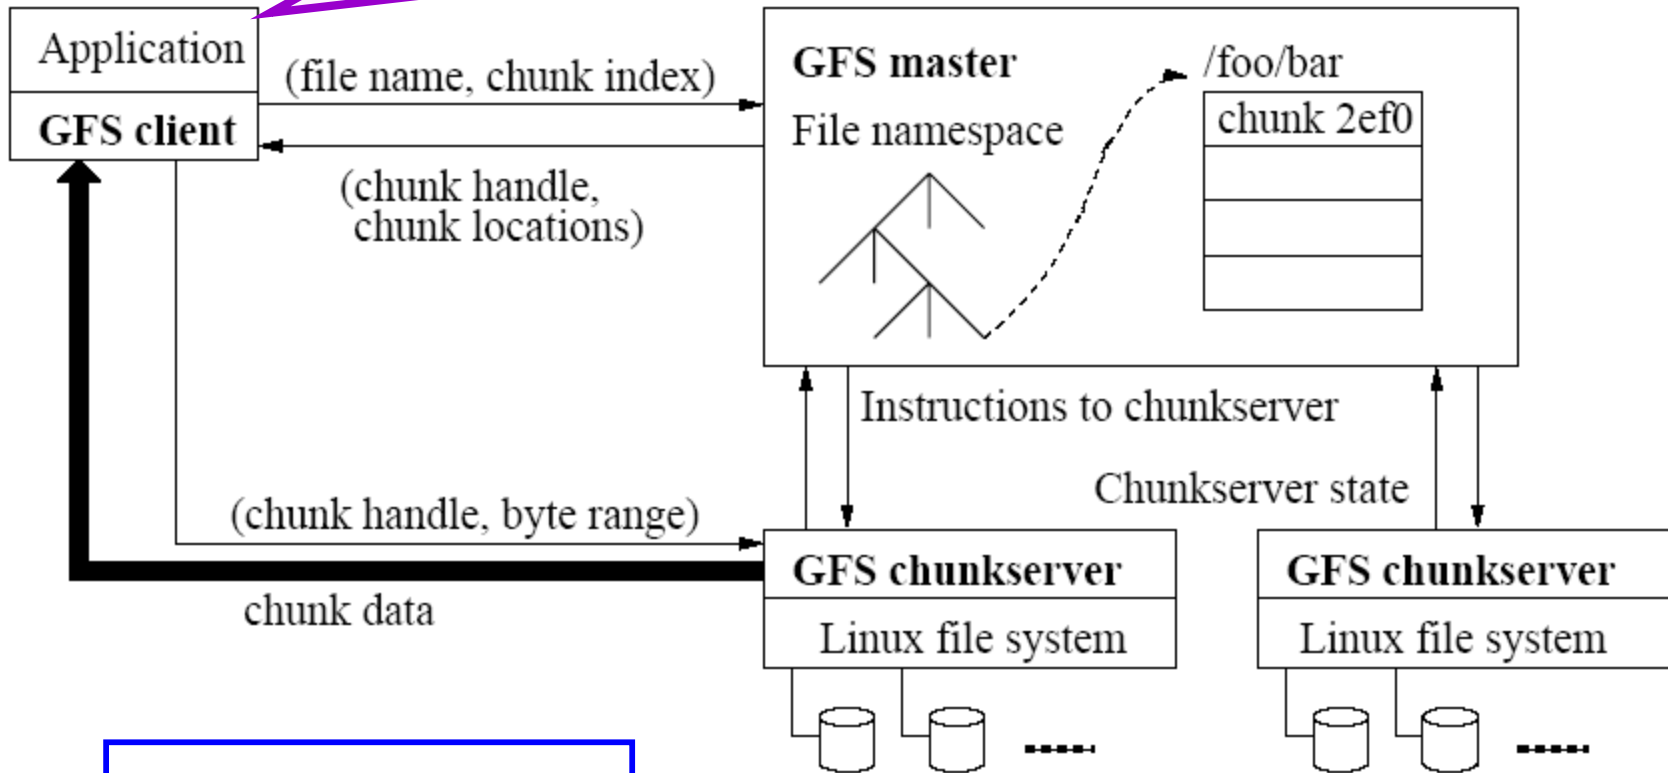 Application
GFS client
(file name, chunk index)
(chunk handle,
chunk locations)
GFS master
File namespace
/foo/bar
chunk 2ef0
Instructions to chunkserver
Chunkserver state
(chunk handle, byte range)
chunk data
GFS chunkserver
Linux file system
GFS chunkserver
Linux file system